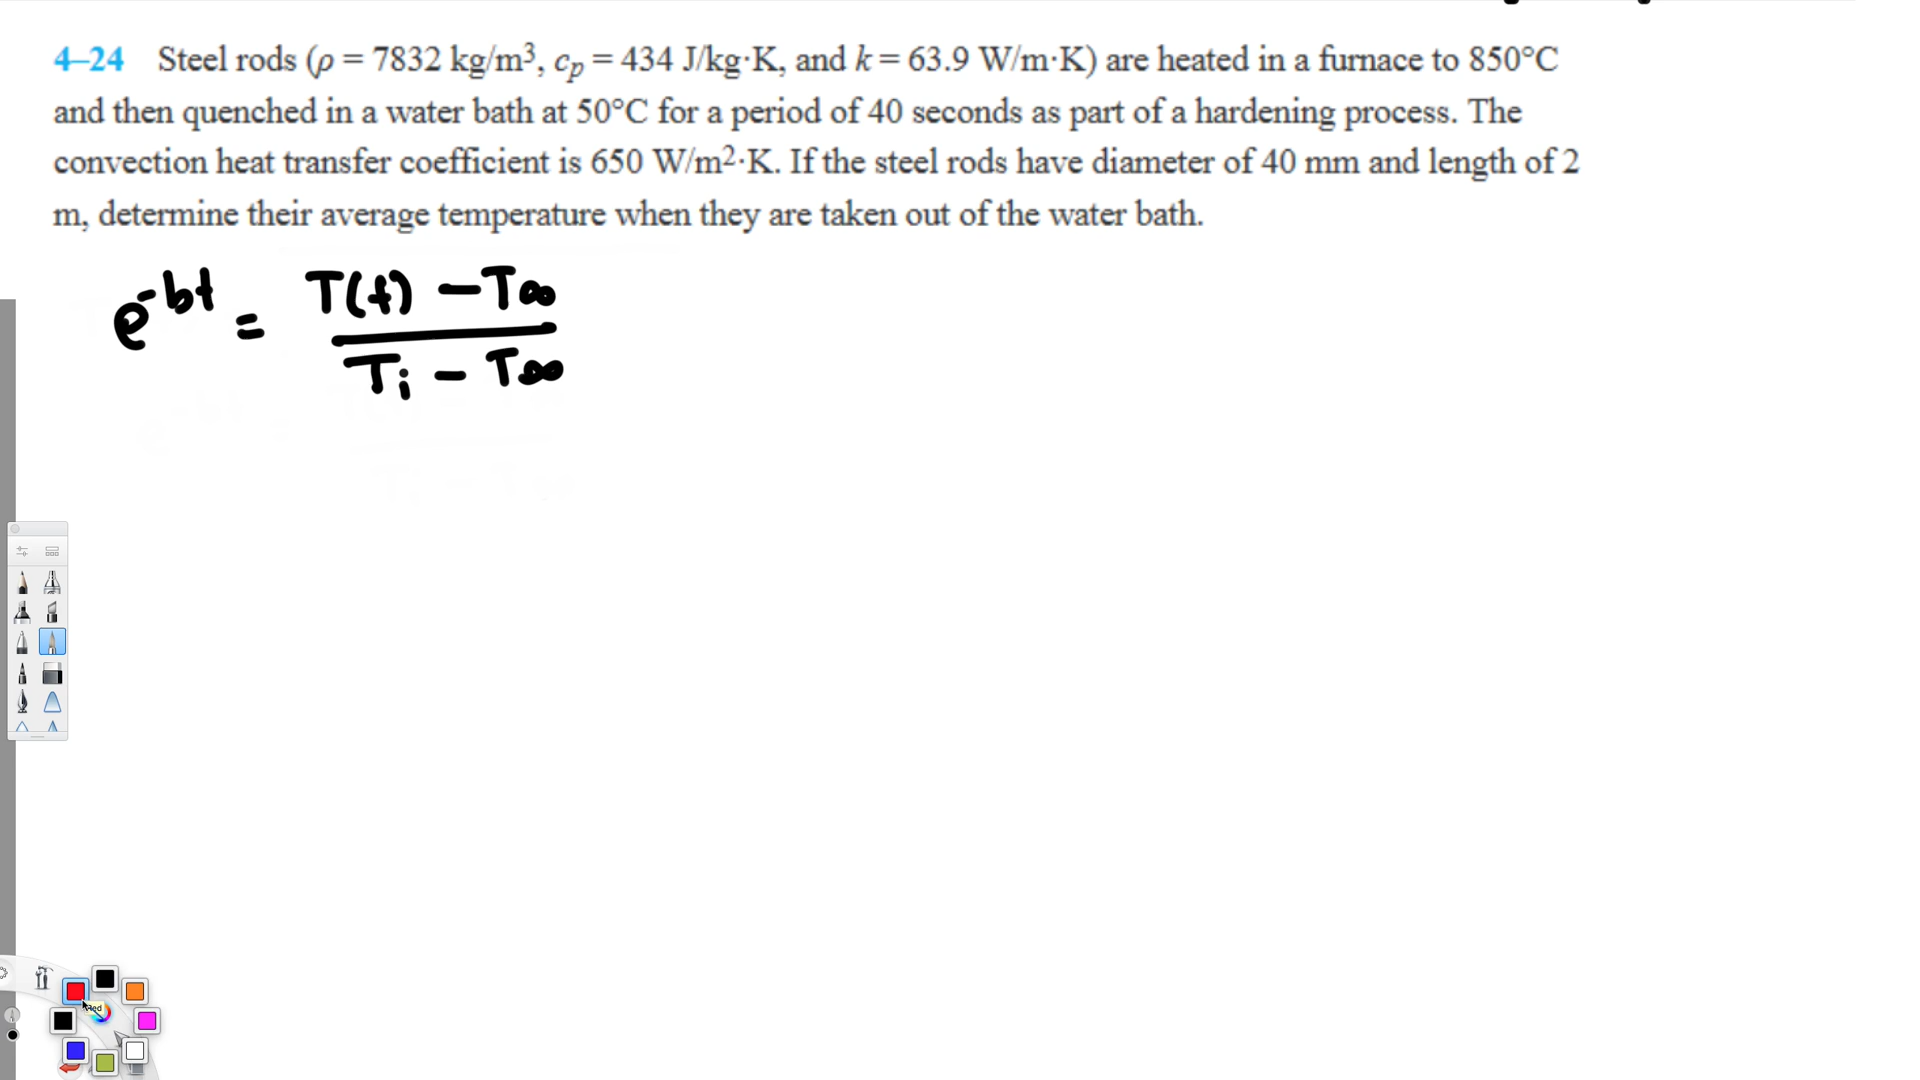 4–24 Steel rods (ρ = 7832 kg/m³, cp = 434 J/kg·K, and k = 63.9 W/m·K) are heated in a furnace to 850°C
and then quenched in a water bath at 50°C for a period of 40 seconds as part of a hardening process. The
convection heat transfer coefficient is 650 W/m²·K. If the steel rods have diameter of 40 mm and length of 2
m, determine their average temperature when they are taken out of the water bath.
e^-bt = T(t) - T∞
Ti - T∞
Red